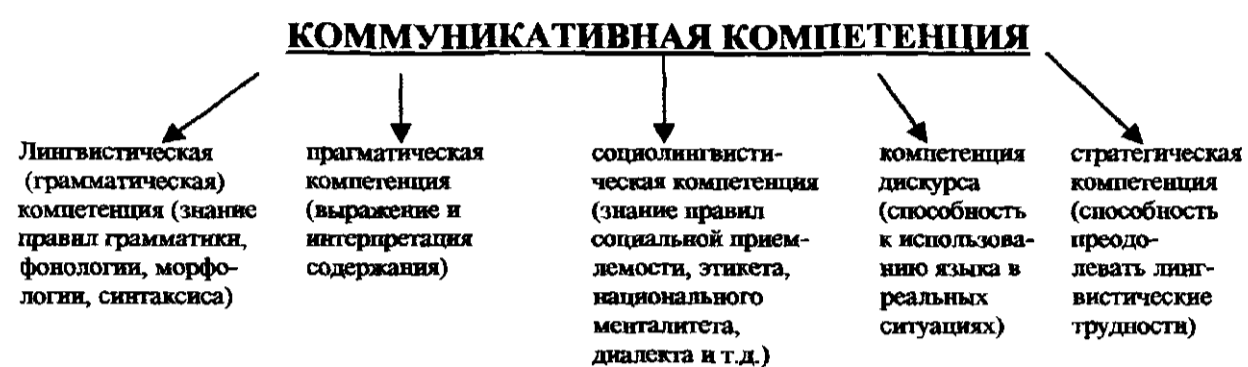 КОММУНИКАТИВНАЯ КОМПЕТЕНЦИЯ
Лингвистическая
(грамматическая)
компетенция (знание
правил грамматики,
фонологии, морфо-
логии, синтаксиса)
прагматическая
компетенция
(выражение и
интерпретация
содержания)
социолингвисти-
ческая компетенция
(знание правил
социальной прием-
лемости, этикета,
национального
менталитета,
диалекта и т.д.)
компетенция
дискурса
(способность
к использова-
нию языка в
реальных
ситуациях)
стратегическая
компетенция
(способность
преодо-
левать линг-
вистические
трудности)